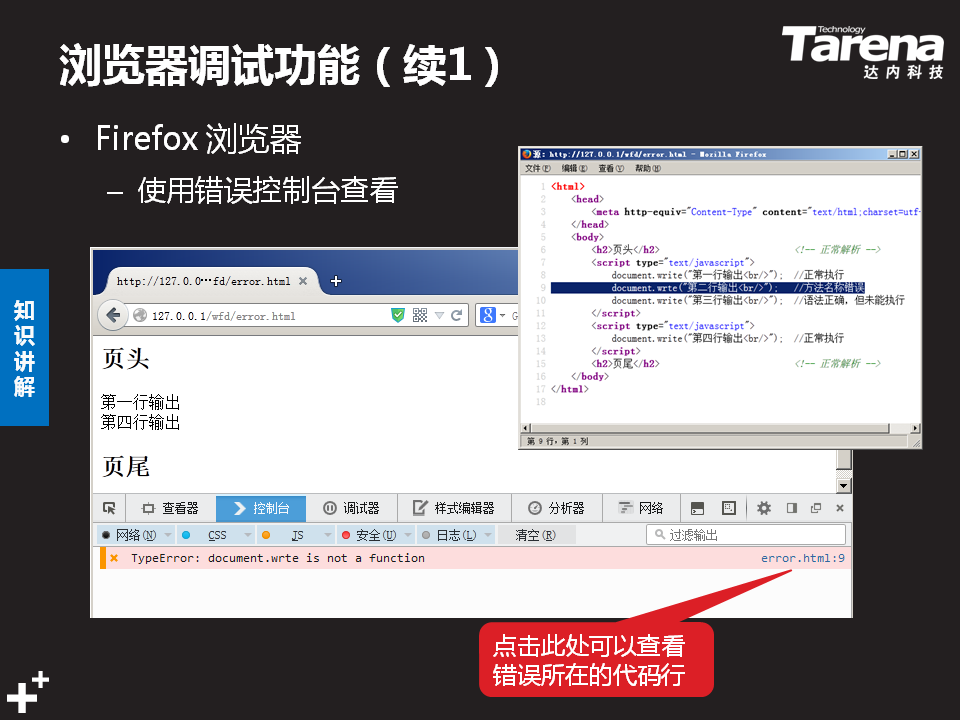 浏览器调试功能（续1）
Technology
Tarena
达内科技
• Firefox 浏览器
– 使用错误控制台查看
知识讲解
http://127.0.0…fd/error.html
127.0.0.1/wfd/error.html
页头
第一行输出
第四行输出
页尾
查看器 控制台 调试器 样式编辑器 分析器 网络
网络(N) CSS JS 安全(U) 日志(L) 清空(R) 过滤输出
TypeError: document.wrte is not a function error.html:9
源: http://127.0.0.1/wfd/error.html - Mozilla Firefox
文件(F) 编辑(E) 查看(V) 帮助(H)
1 <html>
2 <head>
3 <meta http-equiv="Content-Type" content="text/html;charset=utf-
4 </head>
5 <body>
6 <h2>页头</h2> <!-- 正常解析 -->
7 <script type="text/javascript">
8 document.write("第一行输出<br/>"); //正常执行
9 document.wrte("第二行输出<br/>"); //方法名称错误
10 document.write("第三行输出<br/>"); //语法正确，但未能执行
11 </script>
12 <script type="text/javascript">
13 document.write("第四行输出<br/>"); //正常执行
14 </script>
15 <h2>页尾</h2> <!-- 正常解析 -->
16 </body>
17 </html>
18
第 9 行，第 1 列
点击此处可以查看
错误所在的代码行